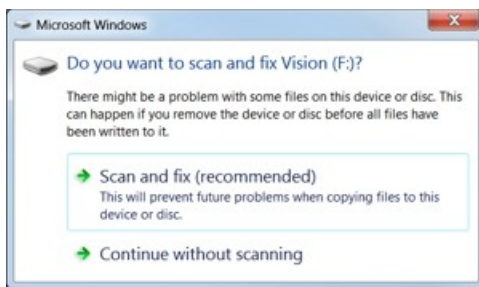 Microsoft Windows
Do you want to scan and fix Vision (F:)?
There might be a problem with some files on this device or disc. This
can happen if you remove the device or disc before all files have
been written to it.
Scan and fix (recommended)
This will prevent future problems when copying files to this
device or disc.
Continue without scanning